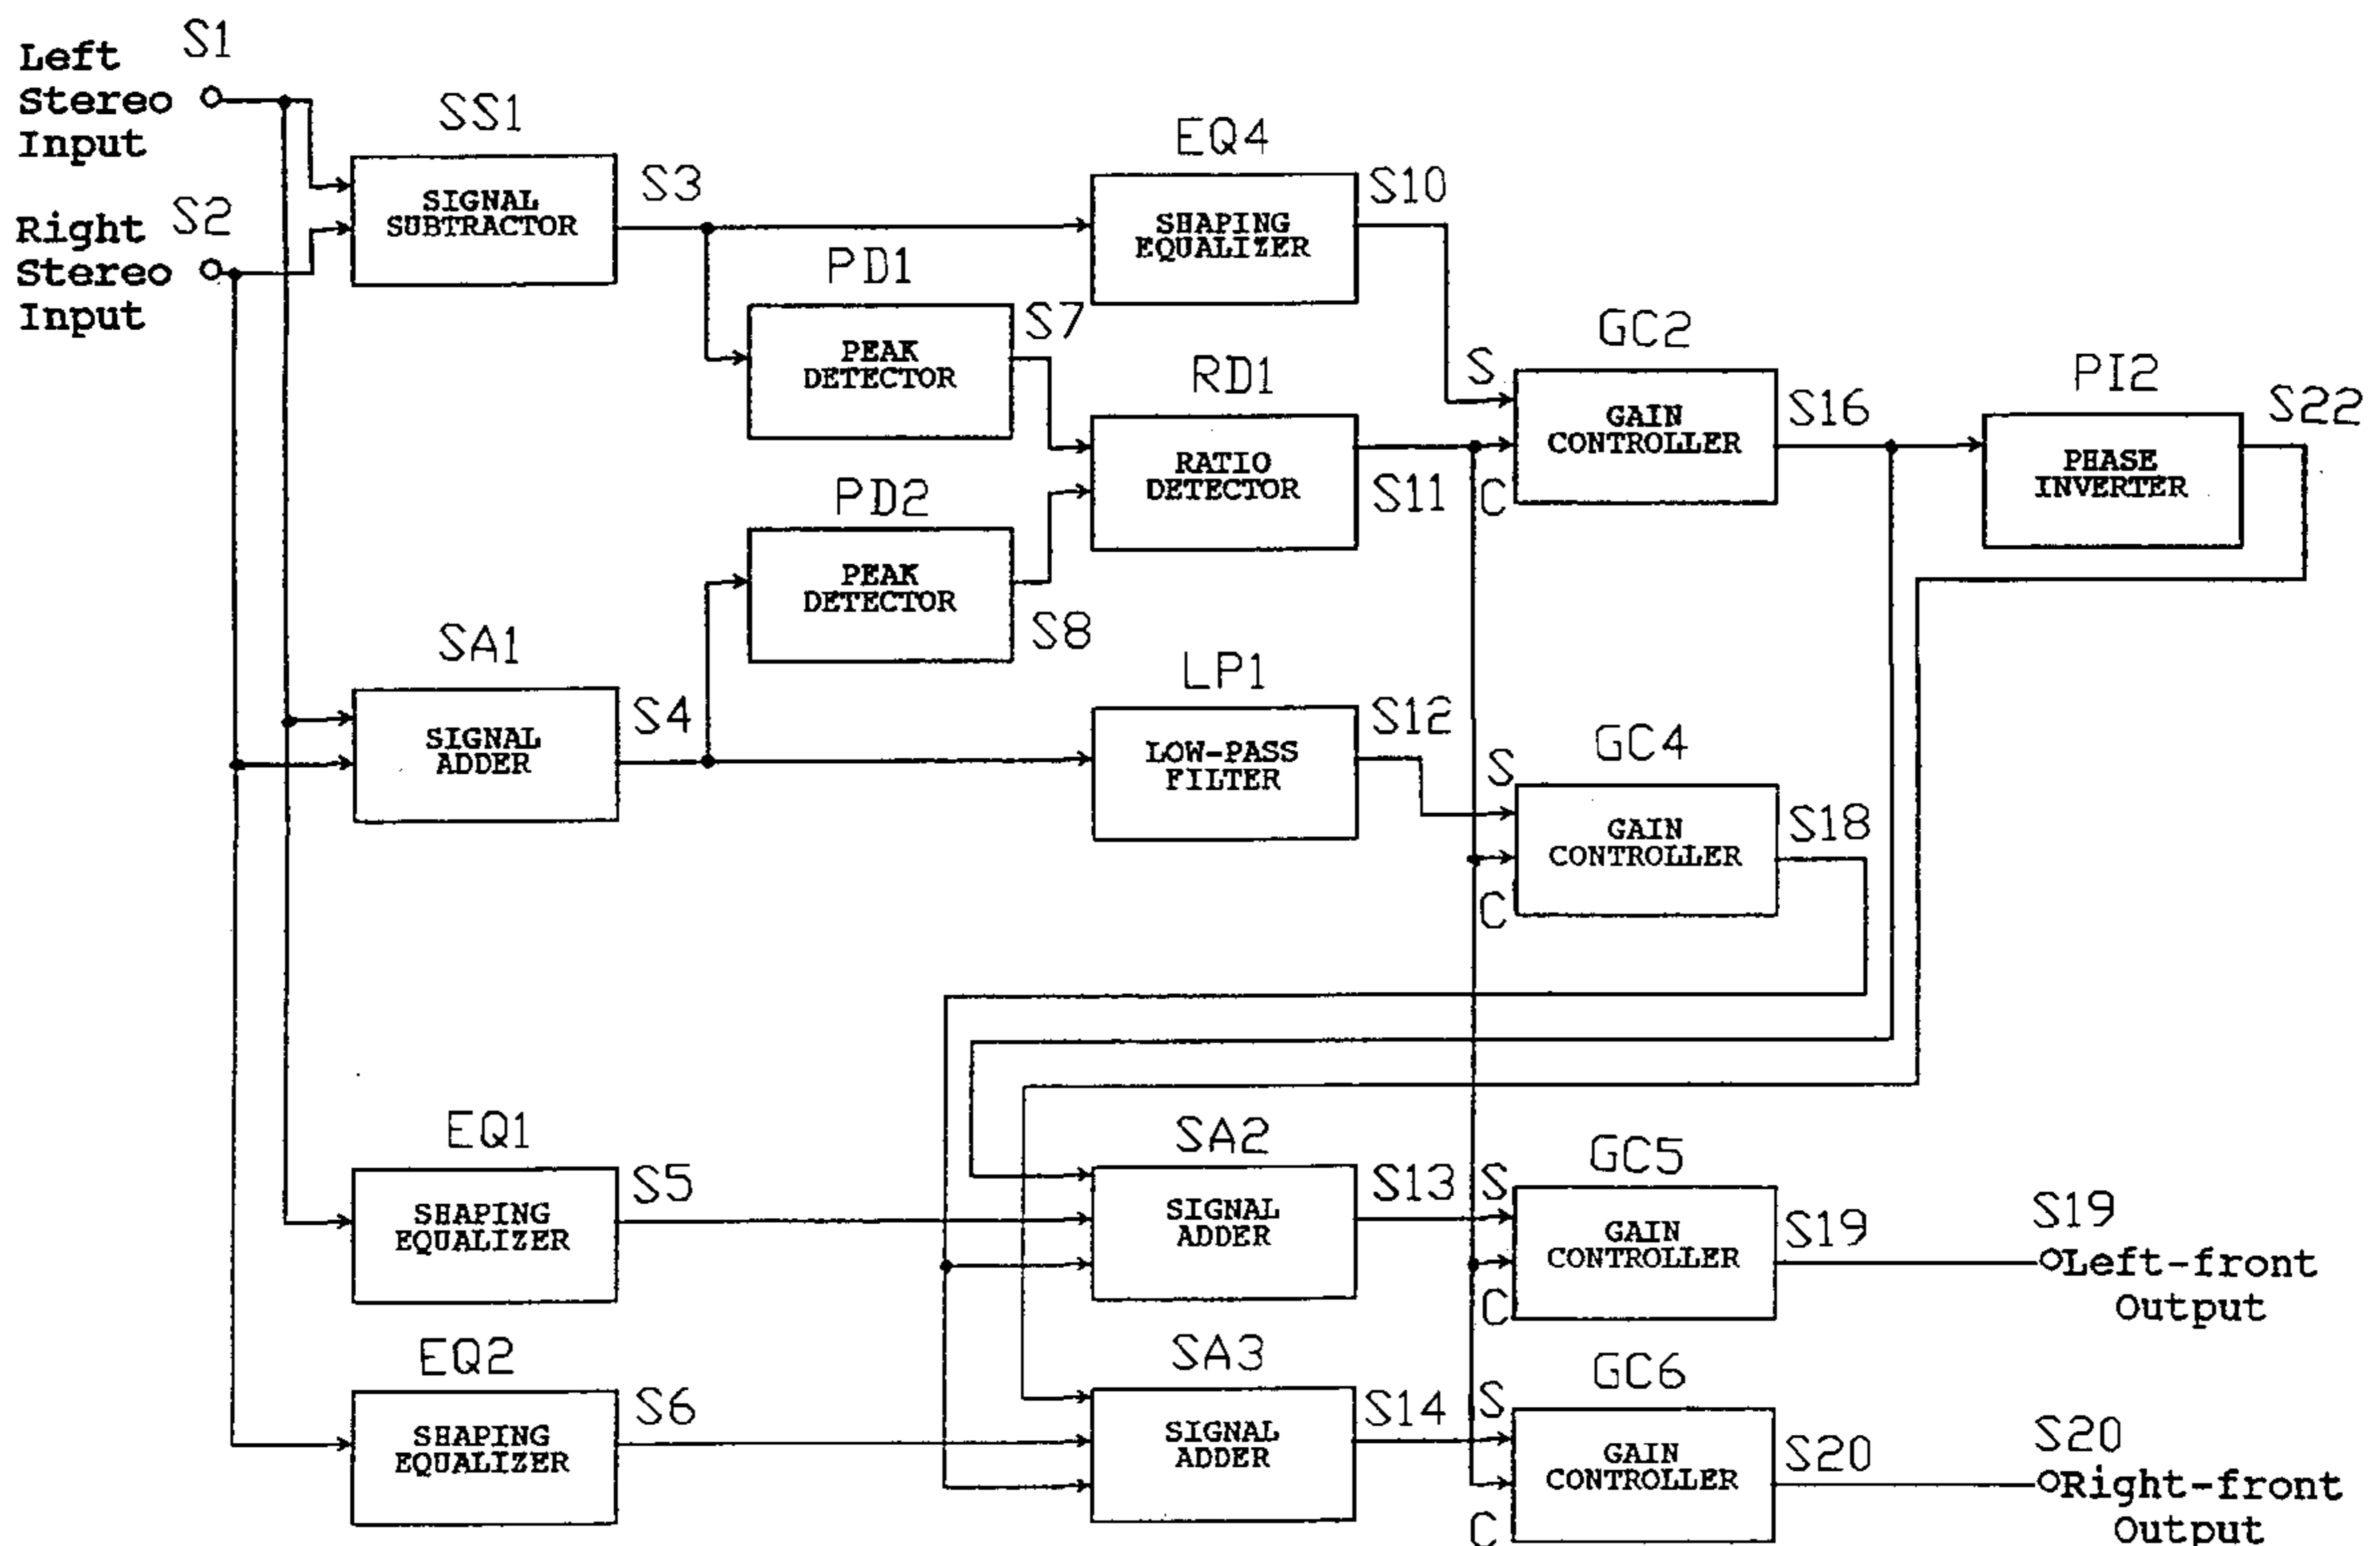 S1
Left
Stereo
Input
S2
Right
Stereo
Input
SS1
SIGNAL
SUBTRACTOR
S3
EQ4
SHAPING
EQUALIZER
S10
PD1
PEAK
DETECTOR
S7
RD1
RATIO
DETECTOR
S11
GC2
S
GAIN
CONTROLLER
C
S16
PI2
PHASE
INVERTER
S22
PD2
PEAK
DETECTOR
S8
SA1
SIGNAL
ADDER
S4
LP1
LOW-PASS
FILTER
S12
GC4
S
GAIN
CONTROLLER
C
S18
EQ1
SHAPING
EQUALIZER
S5
SA2
SIGNAL
ADDER
S13
GC5
S
GAIN
CONTROLLER
C
S19
S19
Left-front
Output
EQ2
SHAPING
EQUALIZER
S6
SA3
SIGNAL
ADDER
S14
GC6
S
GAIN
CONTROLLER
C
S20
S20
Right-front
Output